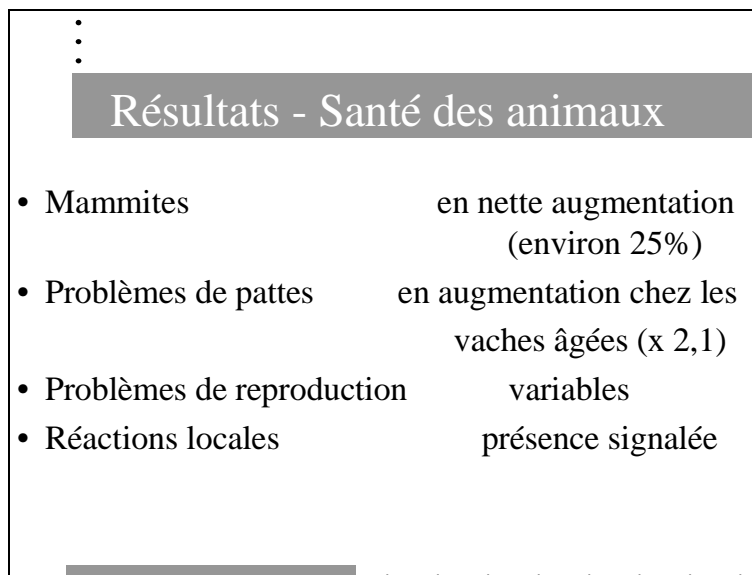 Résultats - Santé des animaux
• Mammites en nette augmentation
(environ 25%)
• Problèmes de pattes en augmentation chez les
vaches âgées (x 2,1)
• Problèmes de reproduction variables
• Réactions locales présence signalée